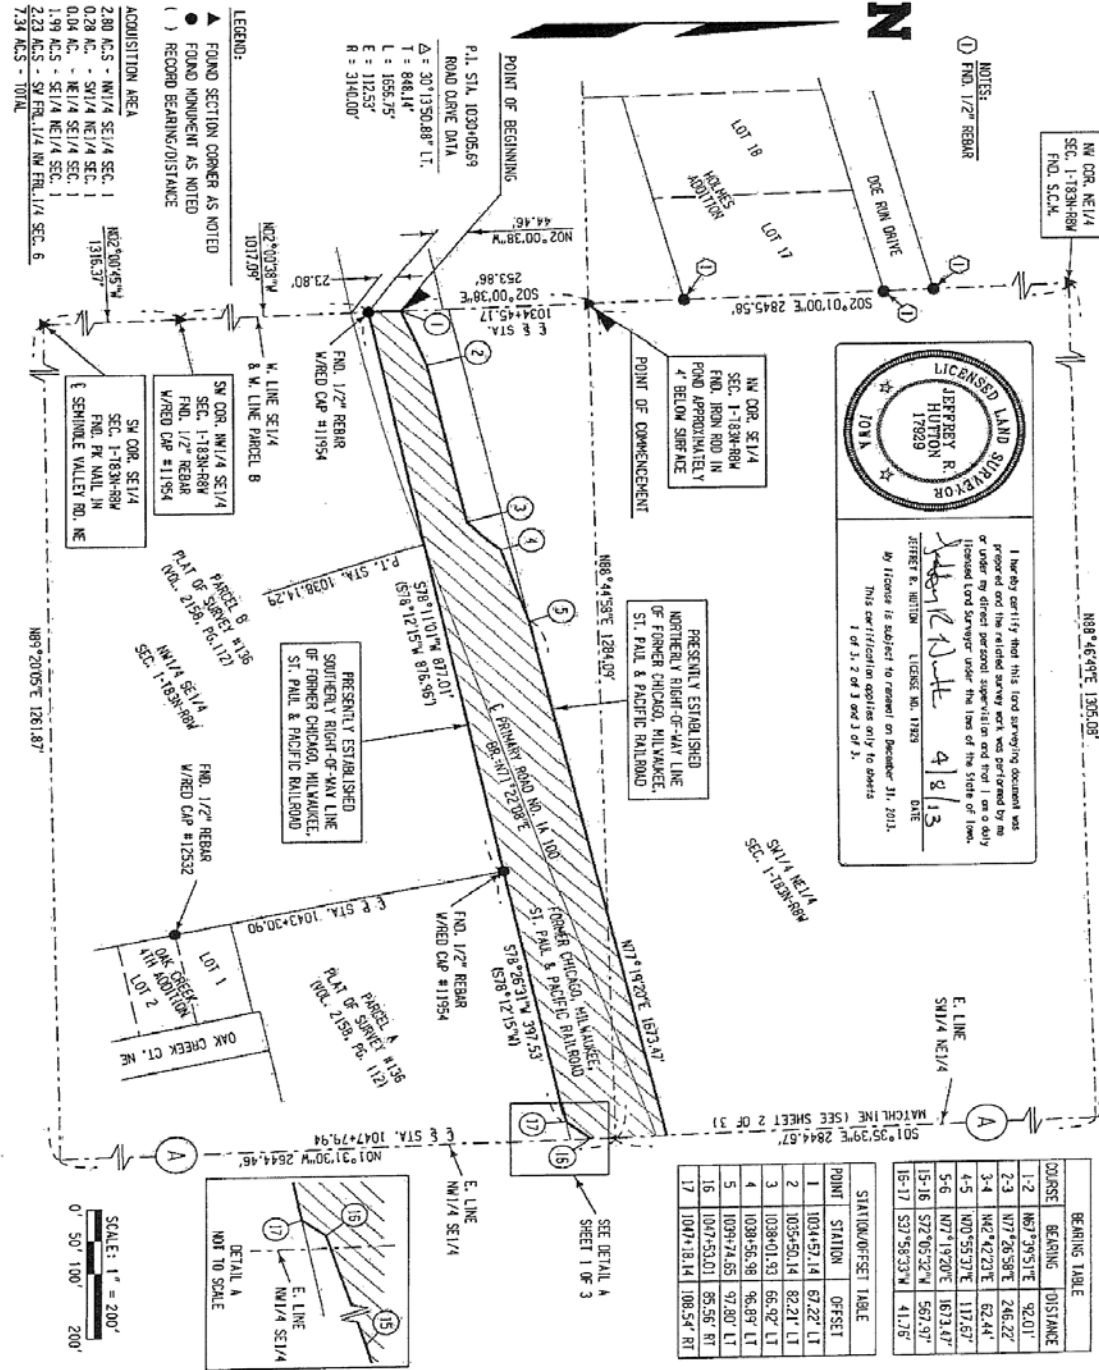 N
NOTES:
① FND. 1/2" REBAR
NW COR. NE1/4
SEC. 1-T83N-R8W
FND. S.C.M.
N88°46'49"E 1305.08'
LICENSED LAND SURVEYOR
JEFFREY R.
HUTTON
17929
IOWA
I hereby certify that this land surveying document was
prepared and the related survey work was performed by me
or under my direct personal supervision and that I am a duly
licensed Land Surveyor under the laws of the State of Iowa.
4/8/13
JEFFREY R. HUTTON LICENSE NO. 17929 DATE
My license is subject to renewal on December 31, 2013.
This certification applies only to sheets
1 of 3, 2 of 3 and 3 of 3.
BEARING TABLE
COURSE BEARING DISTANCE
1-2 N67°39'51"E 92.01'
2-3 N77°26'58"E 246.22'
3-4 N42°42'23"E 62.44'
4-5 N70°55'37"E 117.67'
5-6 N77°19'20"E 1673.47'
15-16 S72°05'32"W 567.97'
16-17 S37°58'33"W 41.76'
STATION/OFFSET TABLE
POINT STATION OFFSET
1 1034+57.14 67.22' LT
2 1035+50.14 82.21' LT
3 1038+01.93 66.92' LT
4 1038+56.98 96.89' LT
5 1039+74.65 97.80' LT
16 1047+53.01 85.56' RT
17 1047+18.14 108.54' RT
DOE RUN DRIVE
LOT 18
HOLMES
ADDITION
LOT 17
1
1
1
S02°01'00"E 2845.58'
NW COR. SE1/4
SEC. 1-T83N-R8W
FND. IRON ROD IN
POND APPROXIMATELY
4" BELOW SURFACE
POINT OF COMMENCEMENT
N88°44'58"E 1284.09'
PRESENTLY ESTABLISHED
NORTHERLY RIGHT-OF-WAY LINE
OF FORMER CHICAGO, MILWAUKEE,
ST. PAUL & PACIFIC RAILROAD
SW1/4 NE1/4
SEC. 1-T83N-R8W
E. LINE
SW1/4 NE1/4
A
MATCHLINE (SEE SHEET 2 OF 3)
S01°35'39"E 2844.67'
POINT OF BEGINNING
P.I. STA. 1030+05.69
ROAD CURVE DATA
Δ = 30°13'50.88" LT.
T = 848.14'
L = 1656.75'
E = 112.53'
R = 3140.00'
N02°00'38"W
44.46'
S02°00'38"E
253.86'
℄ & STA.
1034+45.17
23.80'
1
2
3
4
5
N77°19'20"E 1673.47'
℄ PRIMARY ROAD NO. IA 100
BR.=N71°22'08"E
FORMER CHICAGO, MILWAUKEE,
ST. PAUL & PACIFIC RAILROAD
S78°11'01"W 877.01'
(S78°12'15"W 876.96')
S78°26'31"W 397.53'
(S78°12'15"W)
P.T. STA. 1038.14.29
FND. 1/2" REBAR
W/RED CAP #11954
PRESENTLY ESTABLISHED
SOUTHERLY RIGHT-OF-WAY LINE
OF FORMER CHICAGO, MILWAUKEE,
ST. PAUL & PACIFIC RAILROAD
FND. 1/2" REBAR
W/RED CAP #11954
16
17
SEE DETAIL A
SHEET 1 OF 3
LEGEND:
▲ FOUND SECTION CORNER AS NOTED
● FOUND MONUMENT AS NOTED
( ) RECORD BEARING/DISTANCE
N02°00'38"W
1017.09'
W. LINE SE1/4
& W. LINE PARCEL B
SW COR. NW1/4 SE1/4
SEC. 1-T83N-R8W
FND. 1/2" REBAR
W/RED CAP #11954
SW COR. SE1/4
SEC. 1-T83N-R8W
FND. PK NAIL IN
℄ SEMINOLE VALLEY RD. NE
N02°00'45"W
1316.37'
ACQUISITION AREA
2.80 AC.S - NW1/4 SE1/4 SEC. 1
0.28 AC. - SW1/4 NE1/4 SEC. 1
0.04 AC. - NE1/4 SE1/4 SEC. 1
1.99 AC.S - SE1/4 NE1/4 SEC. 1
2.23 AC.S - SW FRL.1/4 NW FRL.1/4 SEC. 6
7.34 AC.S - TOTAL
PARCEL B
PLAT OF SURVEY #136
(VOL. 2158, PG.112)
NW1/4 SE1/4
SEC. 1-T83N-R8W
FND. 1/2" REBAR
W/RED CAP #12532
℄ & STA. 1043+30.90
LOT 1
OAK CREEK
4TH ADDITION
LOT 2
OAK CREEK CT. NE
PARCEL A
PLAT OF SURVEY #136
(VOL. 2158, PG. 112)
℄ & STA. 1047+79.94
N01°31'30"W 2644.46'
A
E. LINE
NW1/4 SE1/4
N89°20'05"E 1261.87'
16
17
15
E. LINE
NW1/4 SE1/4
DETAIL A
NOT TO SCALE
SCALE: 1" = 200'
0' 50' 100' 200'